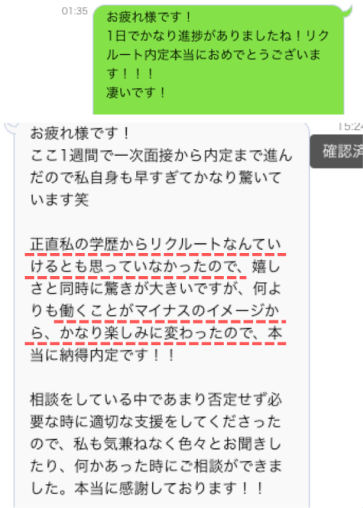 01:35
お疲れ様です！
1日でかなり進捗がありましたね！リク
ルート内定本当におめでとうございま
す！！！
凄いです！
15:24
確認済
お疲れ様です！
ここ1週間で一次面接から内定まで進ん
だので私自身も早すぎてかなり驚いて
います笑
正直私の学歴からリクルートなんてい
けるとも思っていなかったので、嬉し
さと同時に驚きが大きいですが、何よ
りも働くことがマイナスのイメージか
ら、かなり楽しみに変わったので、本
当に納得内定です！！
相談をしている中であまり否定せず必
要な時に適切な支援をしてくださった
ので、私も気兼ねなく色々とお聞きし
たり、何かあった時にご相談ができま
した。本当に感謝しております！！